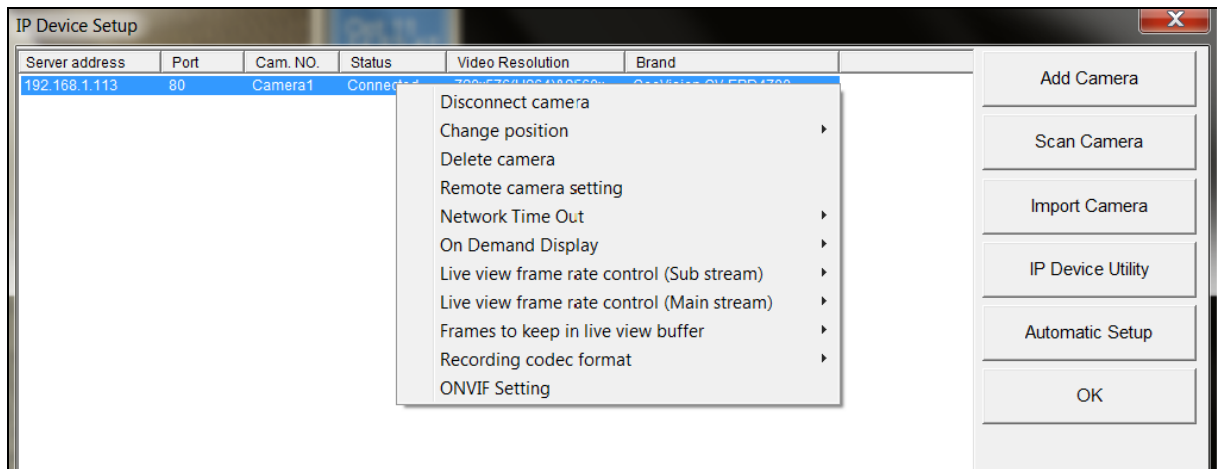 IP Device Setup
Server address Port Cam. NO. Status Video Resolution Brand
192.168.1.113 80 Camera1
Disconnect camera
Change position
Delete camera
Remote camera setting
Network Time Out
On Demand Display
Live view frame rate control (Sub stream)
Live view frame rate control (Main stream)
Frames to keep in live view buffer
Recording codec format
ONVIF Setting
Add Camera
Scan Camera
Import Camera
IP Device Utility
Automatic Setup
OK